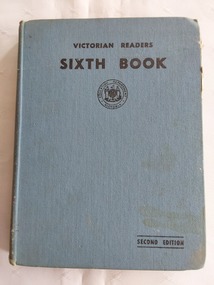 VICTORIAN READERS
SIXTH BOOK
SECOND EDITION